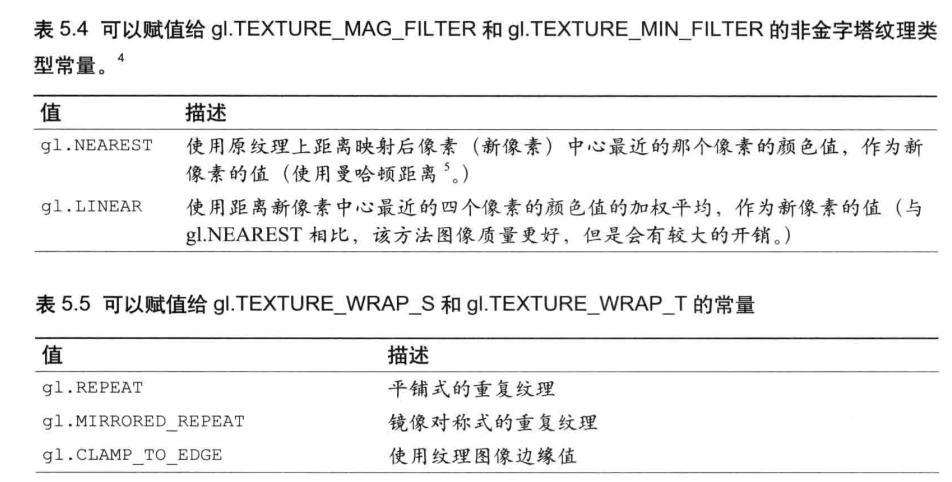 表 5.4 可以赋值给 gl.TEXTURE_MAG_FILTER 和 gl.TEXTURE_MIN_FILTER 的非金字塔纹理类
型常量。4
值 描述
gl.NEAREST 使用原纹理上距离映射后像素（新像素）中心最近的那个像素的颜色值，作为新
像素的值（使用曼哈顿距离5。）
gl.LINEAR 使用距离新像素中心最近的四个像素的颜色值的加权平均，作为新像素的值（与
gl.NEAREST 相比，该方法图像质量更好，但是会有较大的开销。）
表 5.5 可以赋值给 gl.TEXTURE_WRAP_S 和 gl.TEXTURE_WRAP_T 的常量
值 描述
gl.REPEAT 平铺式的重复纹理
gl.MIRRORED_REPEAT 镜像对称式的重复纹理
gl.CLAMP_TO_EDGE 使用纹理图像边缘值